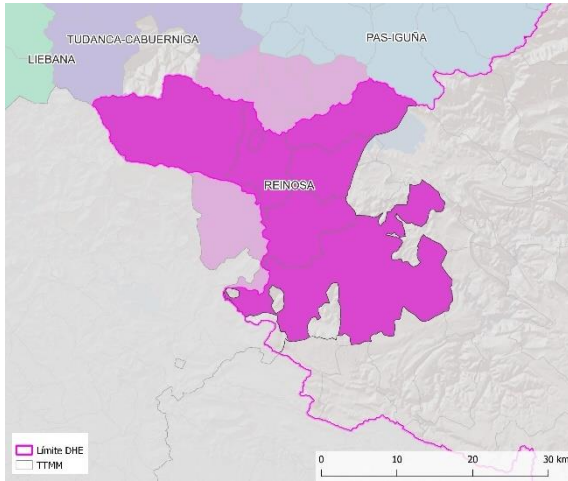 TUDANCA-CABUERNIGA
PAS-IGUÑA
LIEBANA
REINOSA
Límite DHE
TTMM
0 10 20 30 km